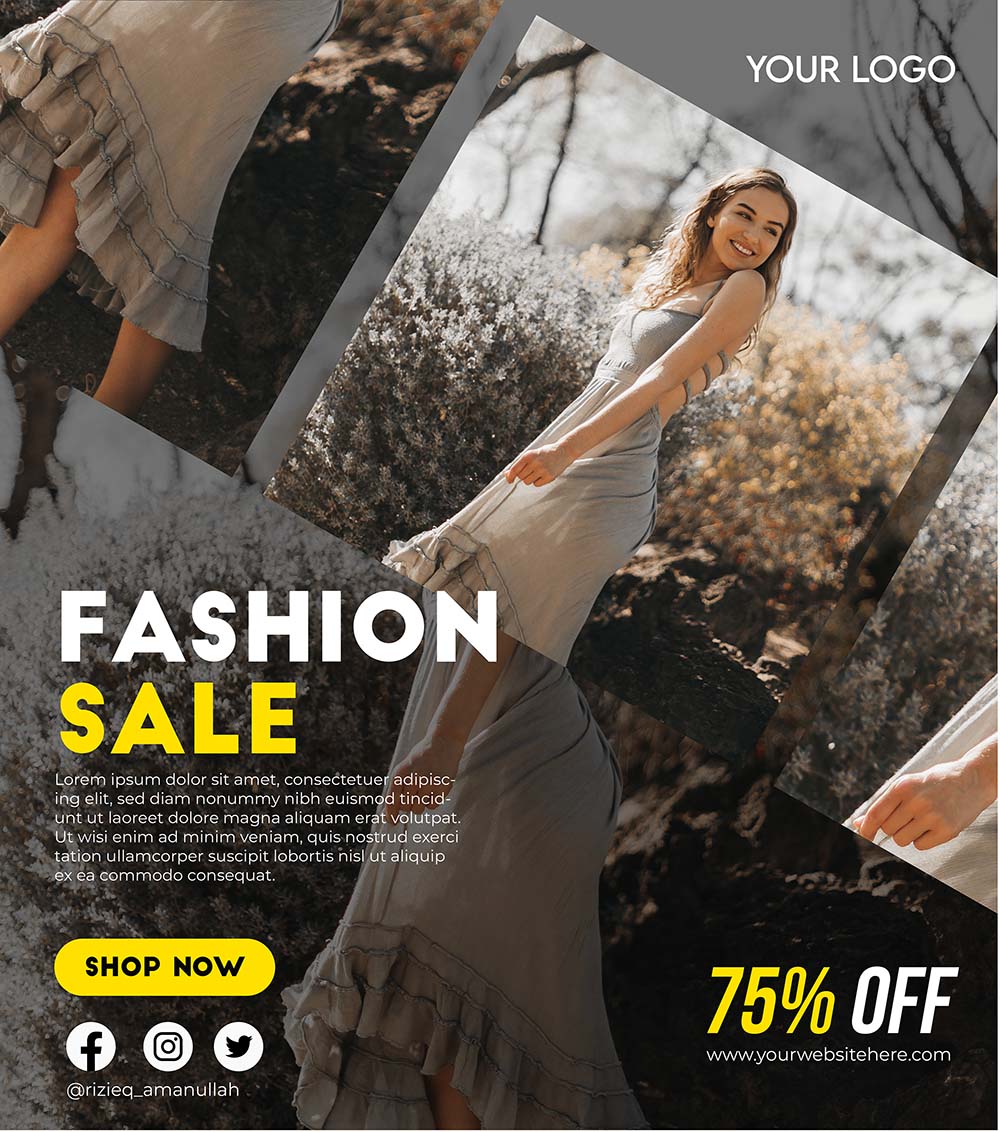 YOUR LOGO
FASHION
SALE
Lorem ipsum dolor sit amet, consectetuer adipisc-
ing elit, sed diam nonummy nibh euismod tincid-
unt ut laoreet dolore magna aliquam erat volutpat.
Ut wisi enim ad minim veniam, quis nostrud exerci
tation ullamcorper suscipit lobortis nisl ut aliquip
ex ea commodo consequat.
SHOP NOW
75% OFF
www.yourwebsitehere.com
@rizieq_amanullah